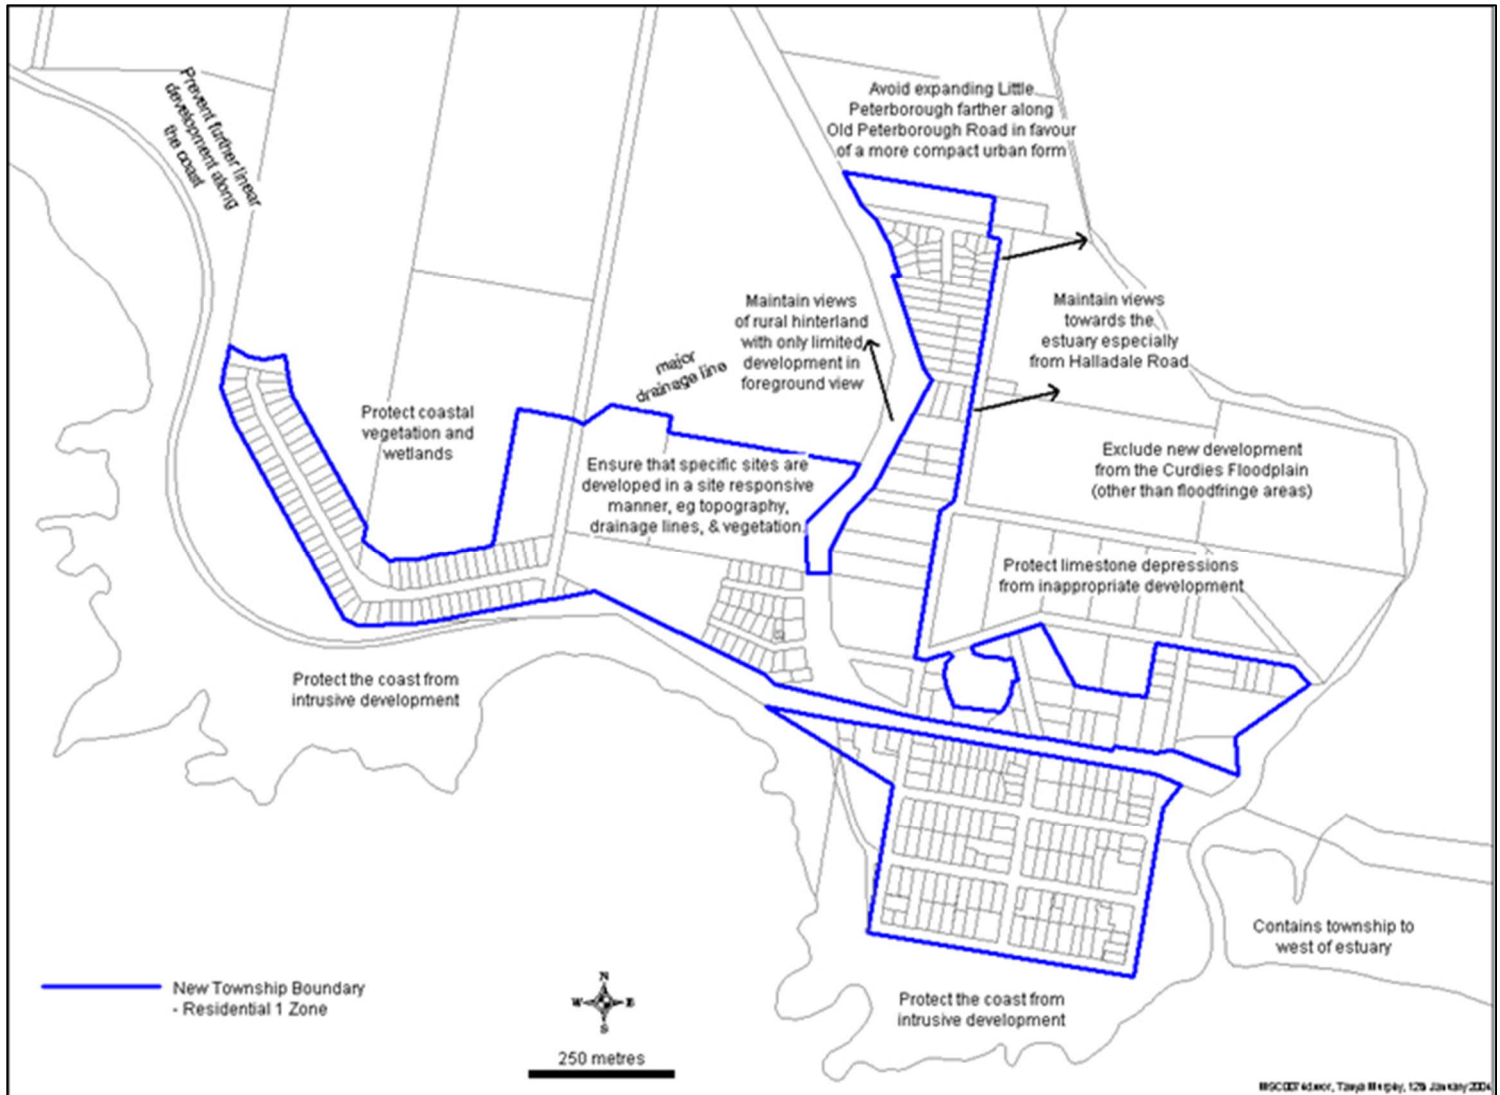 Prevent further linear
development along
the coast
Avoid expanding Little
Peterborough farther along
Old Peterborough Road in favour
of a more compact urban form
Maintain views
of rural hinterland
with only limited
development in
foreground view
Maintain views
towards the
estuary especially
from Halladale Road
major
drainage line
Protect coastal
vegetation and
wetlands
Ensure that specific sites are
developed in a site responsive
manner, eg topography,
drainage lines, & vegetation.
Exclude new development
from the Curdies Floodplain
(other than floodfringe areas)
Protect limestone depressions
from inappropriate development
Protect the coast from
intrusive development
Contains township to
west of estuary
Protect the coast from
intrusive development
New Township Boundary
- Residential 1 Zone
N
W E
S
250 metres
12th January 2004